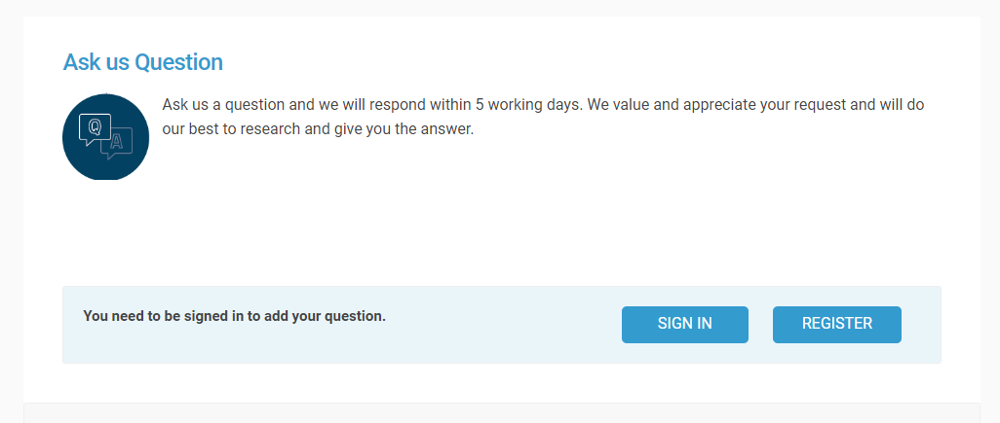 Ask us Question
Ask us a question and we will respond within 5 working days. We value and appreciate your request and will do
our best to research and give you the answer.
Q
A
You need to be signed in to add your question.
SIGN IN
REGISTER